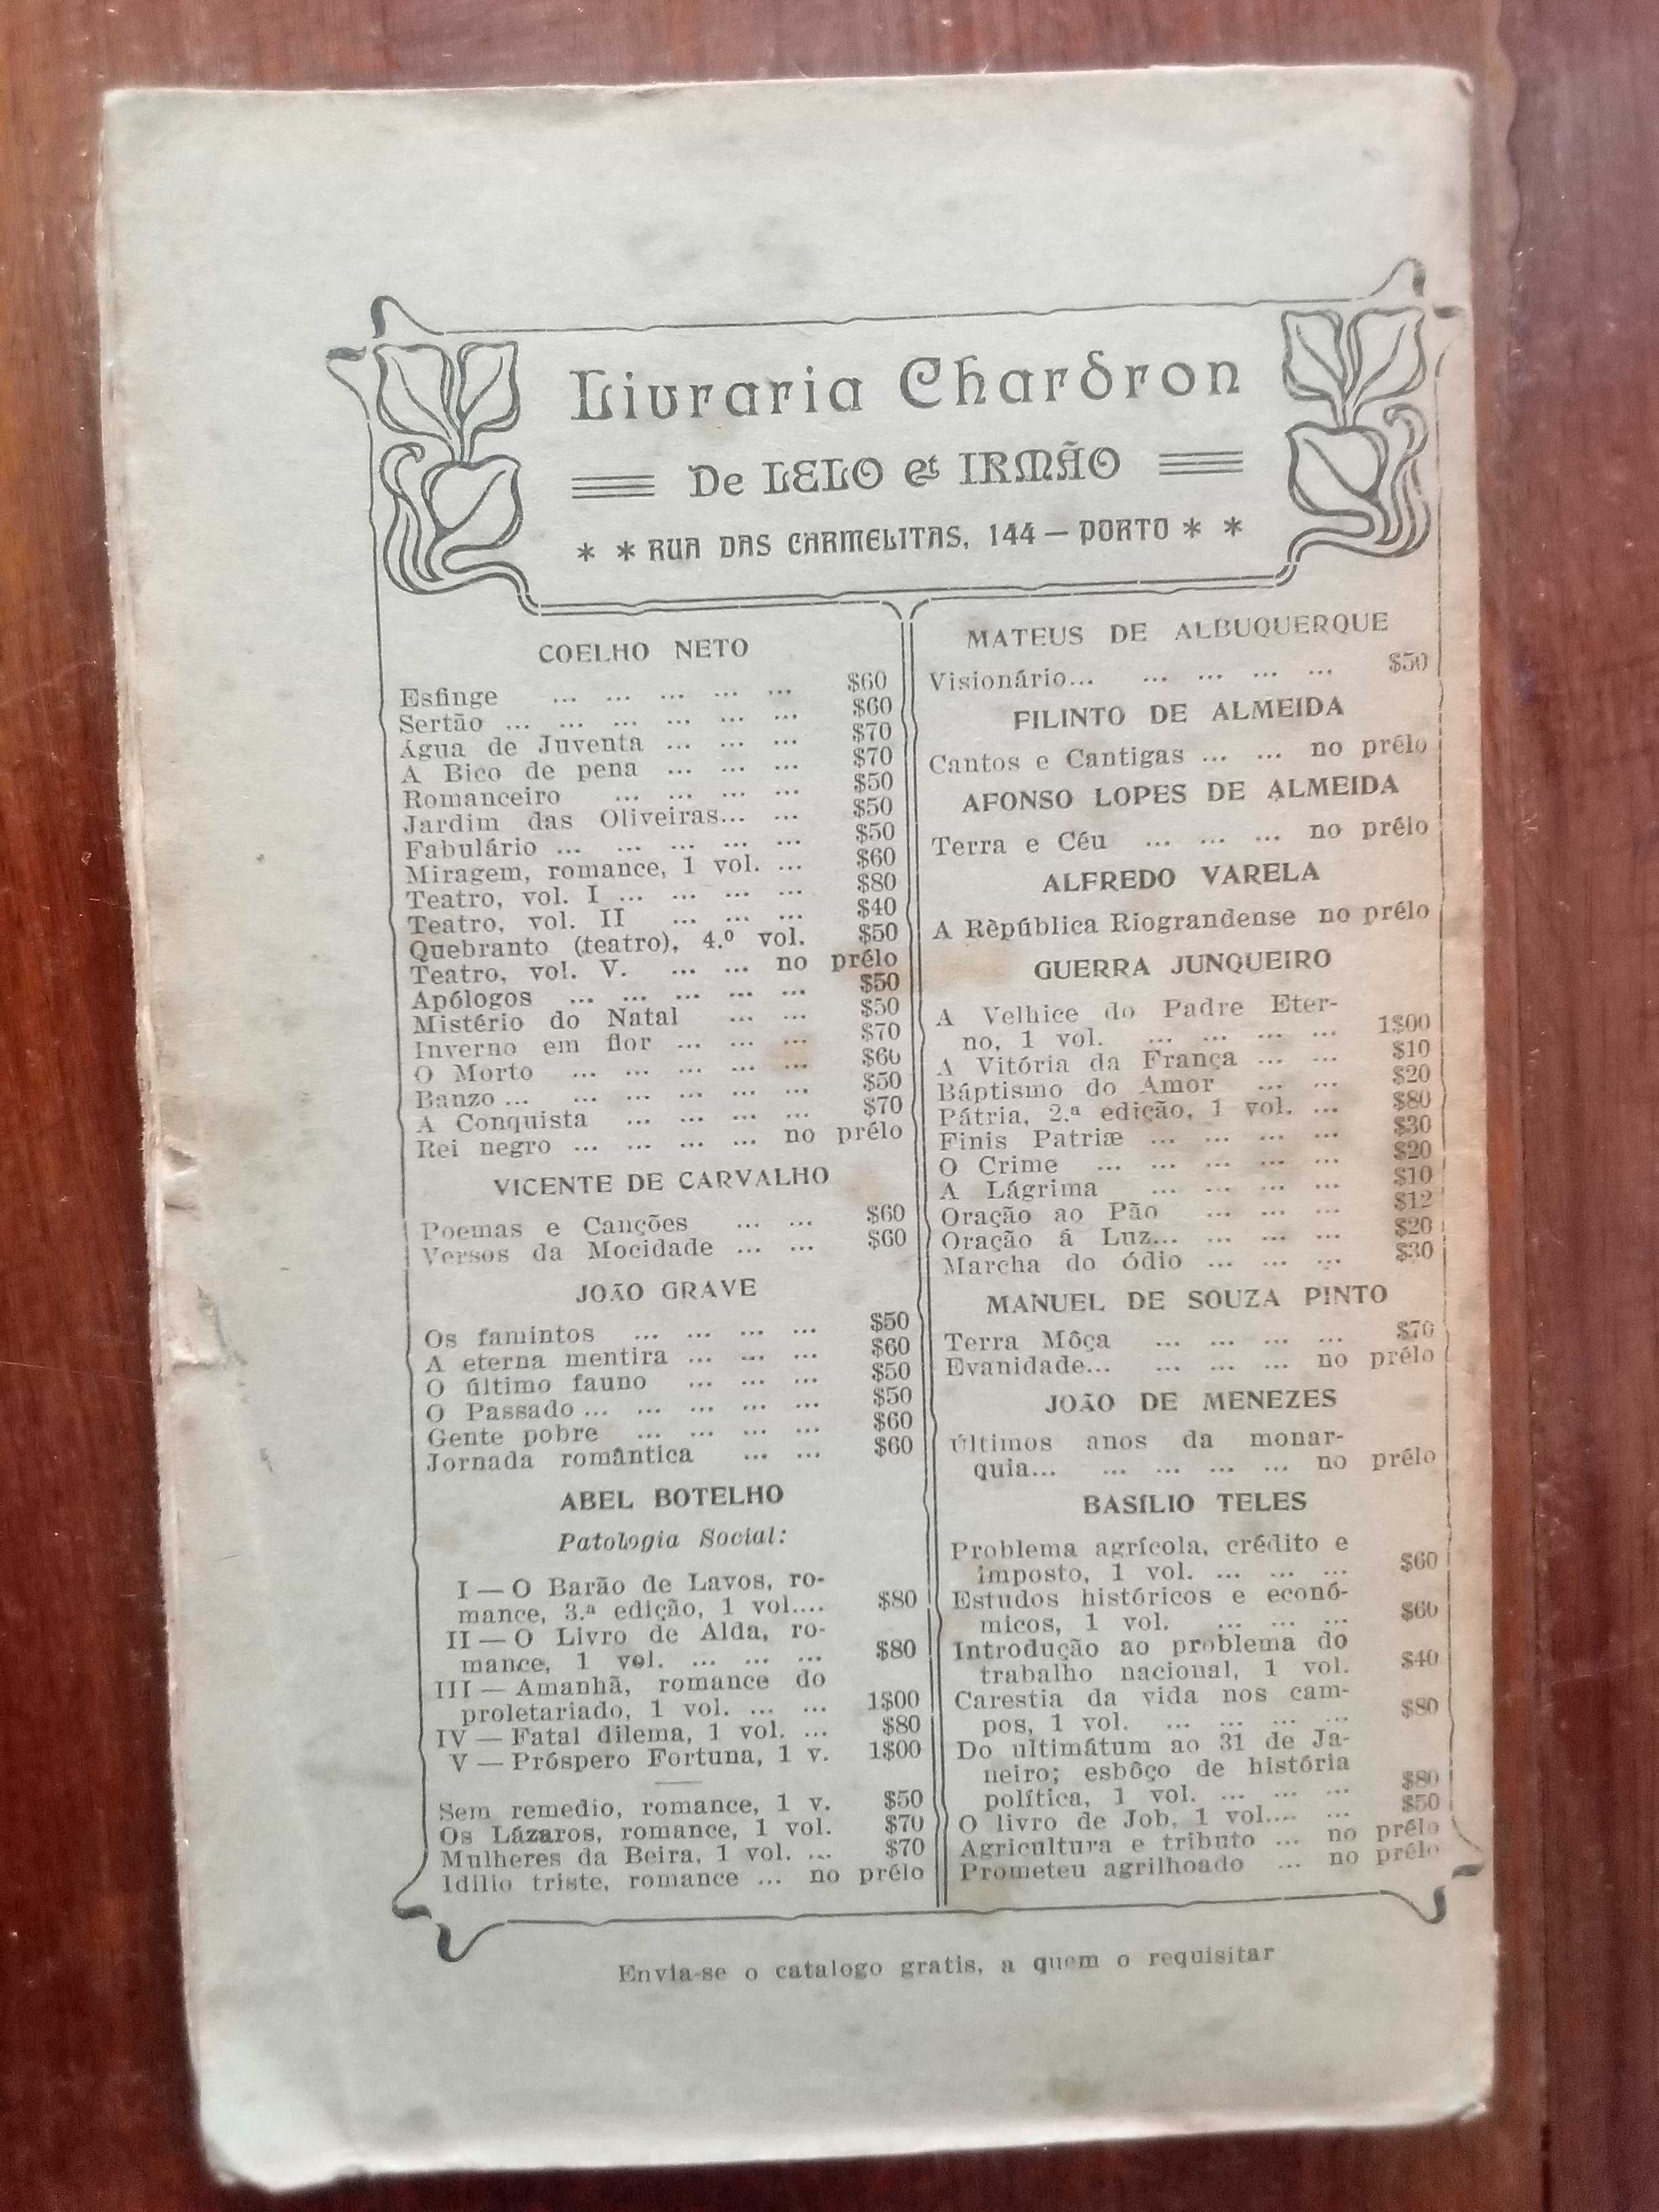 Livraria Chardron
De LELO & IRMÃO
* * RUA DAS CARMELITAS, 144 — PORTO * *
COELHO NETO
Esfinge ... ... ... ... ... $60
Sertão ... ... ... ... ... ... $60
Água de Juventa ... ... ... $70
A Bico de pena ... ... ... $70
Romanceiro ... ... ... ... $50
Jardim das Oliveiras... ... $50
Fabulário ... ... ... ... ... $50
Miragem, romance, 1 vol. ... $60
Teatro, vol. I ... ... ... ... $80
Teatro, vol. II ... ... ... $40
Quebranto (teatro), 4.º vol. $50
Teatro, vol. V. ... ... no prélo
Apólogos ... ... ... ... ... $50
Mistério do Natal ... ... $50
Inverno em flor ... ... ... $70
O Morto ... ... ... ... ... $60
Banzo ... ... ... ... ... ... $50
A Conquista ... ... ... ... $70
Rei negro ... ... ... ... no prélo
VICENTE DE CARVALHO
Poemas e Canções ... ... $60
Versos da Mocidade ... ... $60
JOÃO GRAVE
Os famintos ... ... ... ... $50
A eterna mentira ... ... ... $60
O último fauno ... ... ... $50
O Passado ... ... ... ... ... $50
Gente pobre ... ... ... ... $60
Jornada romântica ... ... $60
ABEL BOTELHO
Patologia Social:
I — O Barão de Lavos, ro-
mance, 3.ª edição, 1 vol.... $80
II — O Livro de Alda, ro-
mance, 1 vol. ... ... ... $80
III — Amanhã, romance do
proletariado, 1 vol. ... ... 1$00
IV — Fatal dilema, 1 vol. ... $80
V — Próspero Fortuna, 1 v. 1$00
Sem remedio, romance, 1 v. $50
Os Lázaros, romance, 1 vol. $70
Mulheres da Beira, 1 vol. ... $70
Idilio triste, romance ... no prélo
MATEUS DE ALBUQUERQUE
Visionário... ... ... ... ... $50
FILINTO DE ALMEIDA
Cantos e Cantigas ... ... no prélo
AFONSO LOPES DE ALMEIDA
Terra e Céu ... ... ... no prélo
ALFREDO VARELA
A Rèpública Riograndense no prélo
GUERRA JUNQUEIRO
A Velhice do Padre Eter-
no, 1 vol. ... ... ... ... 1$00
A Vitória da França ... ... $10
Báptismo do Amor ... ... $20
Pátria, 2.ª edição, 1 vol. ... $80
Finis Patriæ ... ... ... ... $30
O Crime ... ... ... ... ... $20
A Lágrima ... ... ... ... $10
Oração ao Pão ... ... ... $12
Oração á Luz... ... ... ... $20
Marcha do ódio ... ... ... $30
MANUEL DE SOUZA PINTO
Terra Môça ... ... ... ... $70
Evanidade... ... ... ... no prélo
JOÃO DE MENEZES
Últimos anos da monar-
quia... ... ... ... ... no prélo
BASÍLIO TELES
Problema agrícola, crédito e
imposto, 1 vol. ... ... ... $60
Estudos históricos e econó-
micos, 1 vol. ... ... $60
Introdução ao problema do
trabalho nacional, 1 vol. $40
Carestia da vida nos cam-
pos, 1 vol. ... ... ... ... $80
Do ultimátum ao 31 de Ja-
neiro; esbôço de história
política, 1 vol. ... ... ... $80
O livro de Job, 1 vol.... ... $50
Agricultura e tributo ... no prélo
Prometeu agrilhoado ... no prélo
Envia-se o catalogo gratis, a quem o requisitar